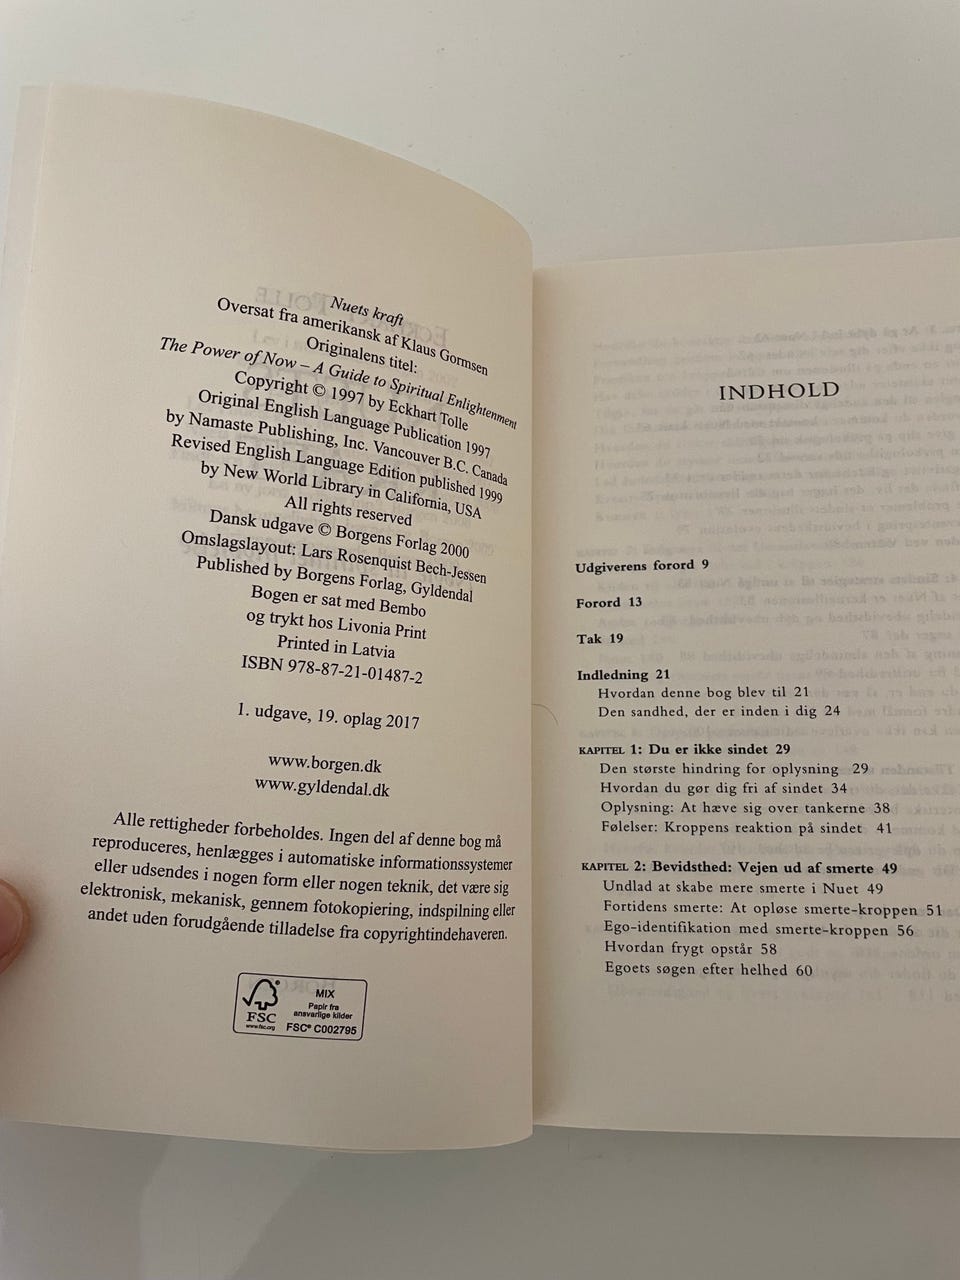 Nuets kraft
Oversat fra amerikansk af Klaus Gormsen
Originalens titel:
The Power of Now – A Guide to Spiritual Enlightenment
Copyright © 1997 by Eckhart Tolle
Original English Language Publication 1997
by Namaste Publishing, Inc. Vancouver B.C. Canada
Revised English Language Edition published 1999
by New World Library in California, USA
All rights reserved
Dansk udgave © Borgens Forlag 2000
Omslagslayout: Lars Rosenquist Bech-Jessen
Published by Borgens Forlag, Gyldendal
Bogen er sat med Bembo
og trykt hos Livonia Print
Printed in Latvia
ISBN 978-87-21-01487-2
1. udgave, 19. oplag 2017
www.borgen.dk
www.gyldendal.dk
Alle rettigheder forbeholdes. Ingen del af denne bog må
reproduceres, henlægges i automatiske informationssystemer
eller udsendes i nogen form eller nogen teknik, det være sig
elektronisk, mekanisk, gennem fotokopiering, indspilning eller
andet uden forudgående tilladelse fra copyrightindehaveren.
FSC
www.fsc.org
MIX
Papir fra
ansvarlige kilder
FSC® C002795
INDHOLD
Udgiverens forord 9
Forord 13
Tak 19
Indledning 21
Hvordan denne bog blev til 21
Den sandhed, der er inden i dig 24
KAPITEL 1: Du er ikke sindet 29
Den største hindring for oplysning 29
Hvordan du gør dig fri af sindet 34
Oplysning: At hæve sig over tankerne 38
Følelser: Kroppens reaktion på sindet 41
KAPITEL 2: Bevidsthed: Vejen ud af smerte 49
Undlad at skabe mere smerte i Nuet 49
Fortidens smerte: At opløse smerte-kroppen 51
Ego-identifikation med smerte-kroppen 56
Hvordan frygt opstår 58
Egoets søgen efter helhed 60